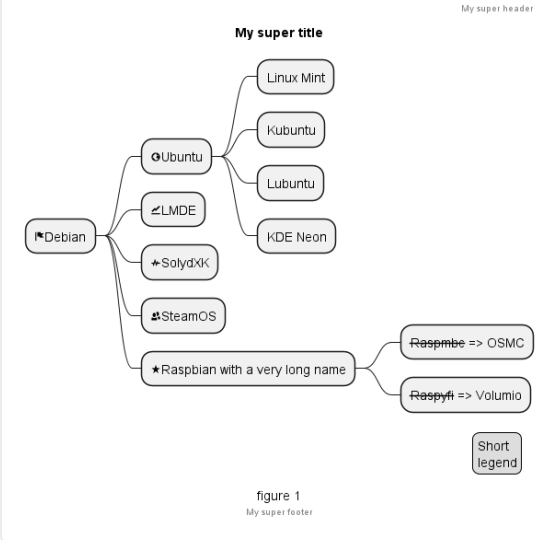 My super header
My super title
Linux Mint
Kubuntu
Ubuntu
Lubuntu
LMDE
Debian
KDE Neon
SolydXK
SteamOS
Raspmbc => OSMC
Raspbian with a very long name
Raspyfi => Volumio
Short
legend
figure 1
My super footer